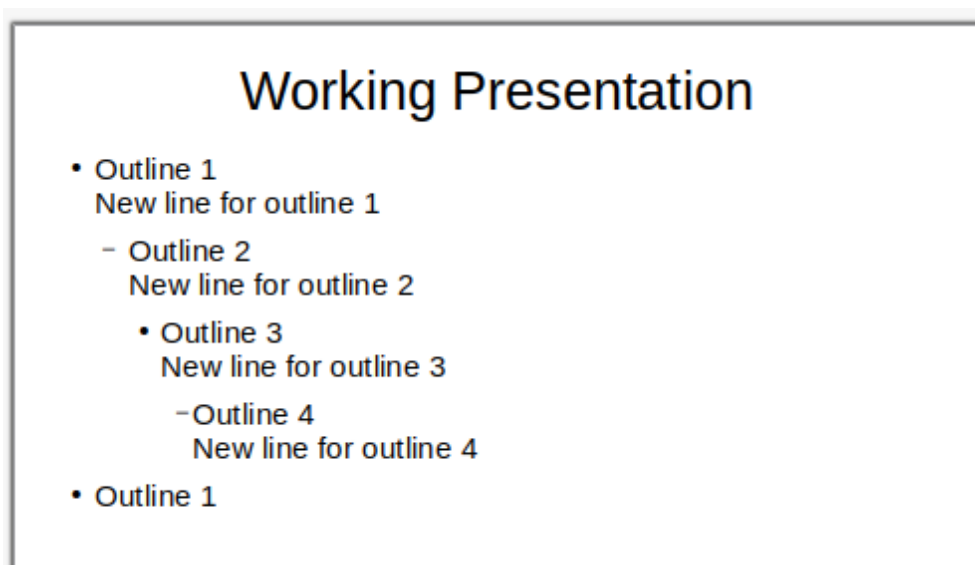 Working Presentation
• Outline 1
New line for outline 1
– Outline 2
New line for outline 2
• Outline 3
New line for outline 3
–Outline 4
New line for outline 4
• Outline 1